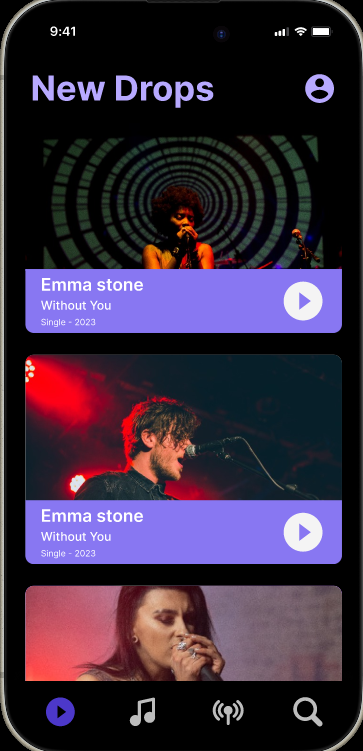 9:41
New Drops
Emma stone
Without You
Single - 2023
Emma stone
Without You
Single - 2023